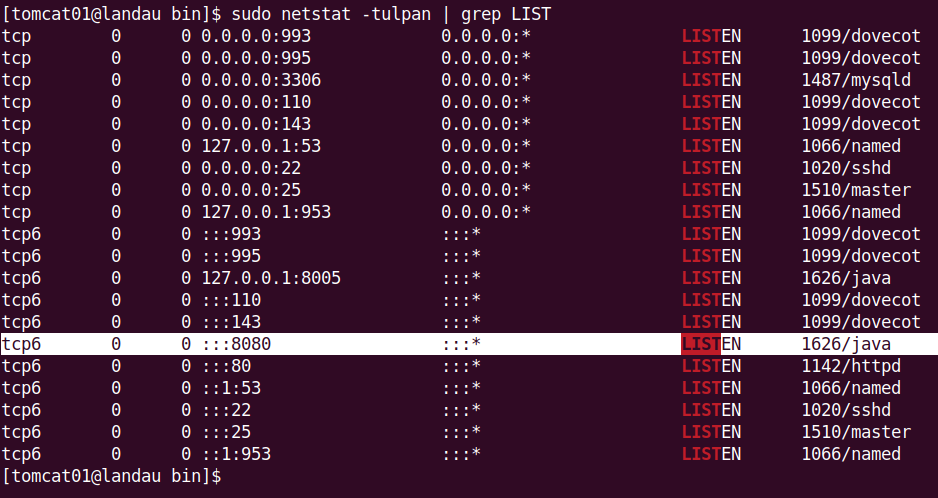 [tomcat01@landau bin]$ sudo netstat -tulpan | grep LIST
tcp        0      0 0.0.0.0:993             0.0.0.0:*               LISTEN      1099/dovecot
tcp        0      0 0.0.0.0:995             0.0.0.0:*               LISTEN      1099/dovecot
tcp        0      0 0.0.0.0:3306            0.0.0.0:*               LISTEN      1487/mysqld
tcp        0      0 0.0.0.0:110             0.0.0.0:*               LISTEN      1099/dovecot
tcp        0      0 0.0.0.0:143             0.0.0.0:*               LISTEN      1099/dovecot
tcp        0      0 127.0.0.1:53            0.0.0.0:*               LISTEN      1066/named
tcp        0      0 0.0.0.0:22              0.0.0.0:*               LISTEN      1020/sshd
tcp        0      0 0.0.0.0:25              0.0.0.0:*               LISTEN      1510/master
tcp        0      0 127.0.0.1:953           0.0.0.0:*               LISTEN      1066/named
tcp6       0      0 :::993                  :::*                    LISTEN      1099/dovecot
tcp6       0      0 :::995                  :::*                    LISTEN      1099/dovecot
tcp6       0      0 127.0.0.1:8005          :::*                    LISTEN      1626/java
tcp6       0      0 :::110                  :::*                    LISTEN      1099/dovecot
tcp6       0      0 :::143                  :::*                    LISTEN      1099/dovecot
tcp6       0      0 :::8080                 :::*                    LISTEN      1626/java
tcp6       0      0 :::80                   :::*                    LISTEN      1142/httpd
tcp6       0      0 ::1:53                  :::*                    LISTEN      1066/named
tcp6       0      0 :::22                   :::*                    LISTEN      1020/sshd
tcp6       0      0 :::25                   :::*                    LISTEN      1510/master
tcp6       0      0 ::1:953                 :::*                    LISTEN      1066/named
[tomcat01@landau bin]$